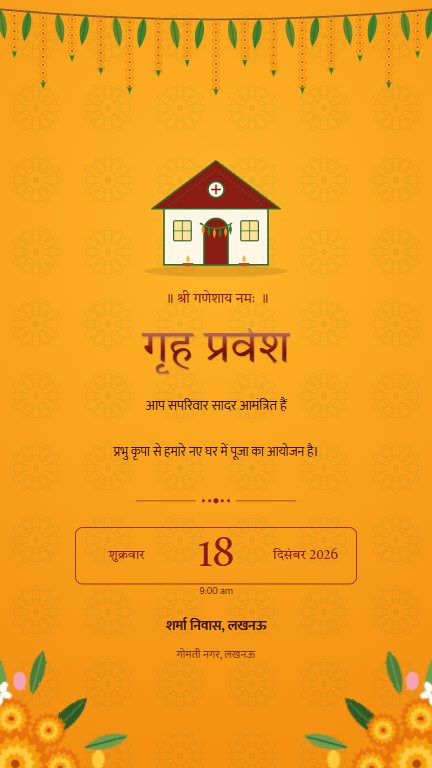 ॥ श्री गणेशाय नमः ॥
गृह प्रवेश
आप सपरिवार सादर आमंत्रित हैं
प्रभु कृपा से हमारे नए घर में पूजा का आयोजन है।
शुक्रवार 18 दिसंबर 2026
9:00 am
शर्मा निवास, लखनऊ
गोमती नगर, लखनऊ